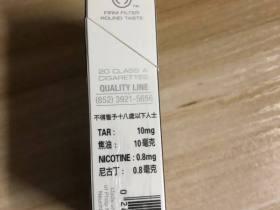 FIRM FILTER
ROUND TASTE
20 CLASS A
CIGARETTES
QUALITY LINE
(852) 3921-5656
不得售予十八歲以下人士
TAR : 10mg
焦油 : 10毫克
NICOTINE : 0.8mg
尼古丁 : 0.8毫克